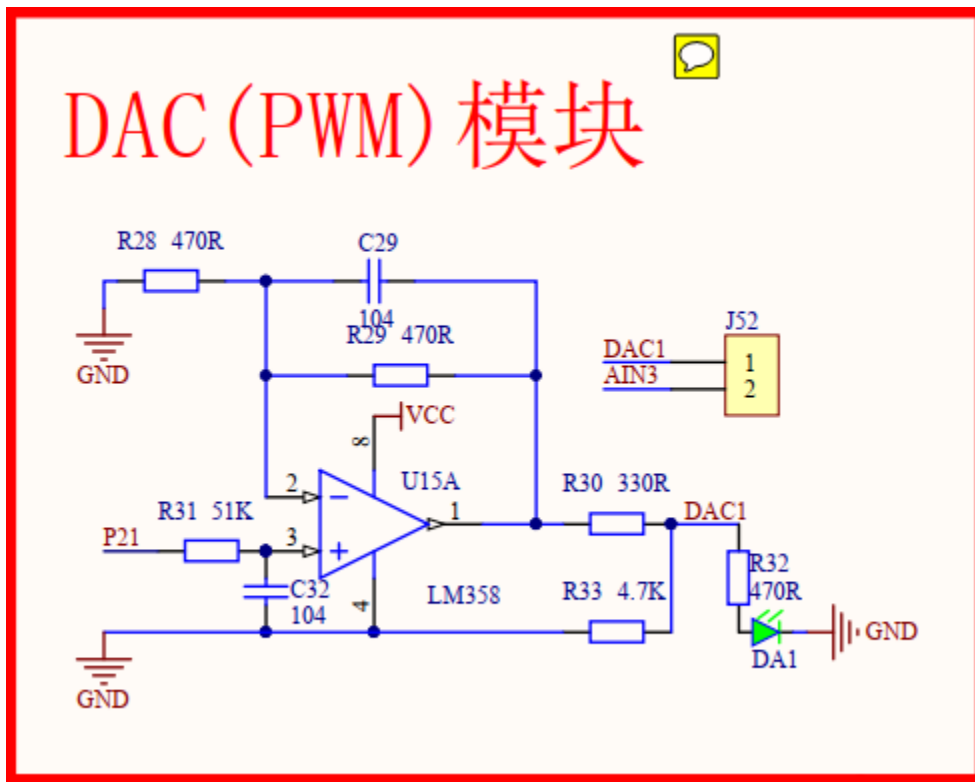 DAC(PWM)模块
R28 470R
C29
104
R29 470R
GND
VCC
8
U15A
2
1
R31 51K
P21
3
C32
104
4
LM358
GND
J52
DAC1
1
AIN3
2
R30 330R
DAC1
R32
470R
R33 4.7K
DA1
GND